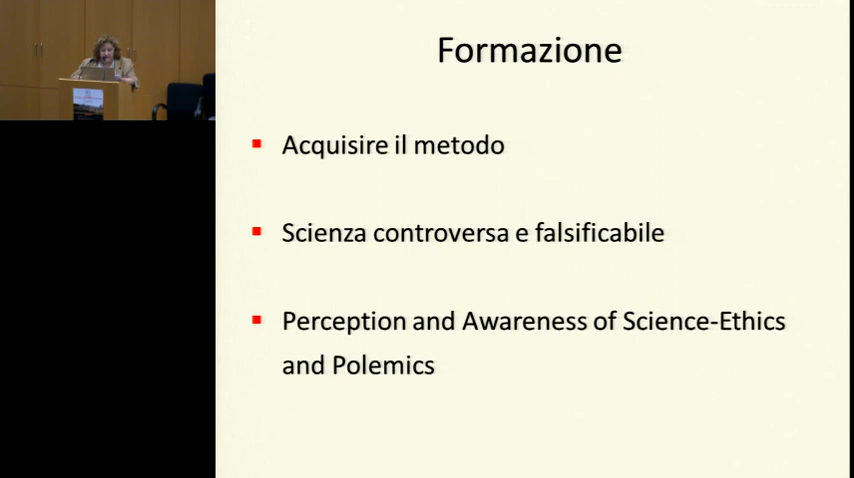 Formazione
Acquisire il metodo
Scienza controversa e falsificabile
Perception and Awareness of Science-Ethics
and Polemics